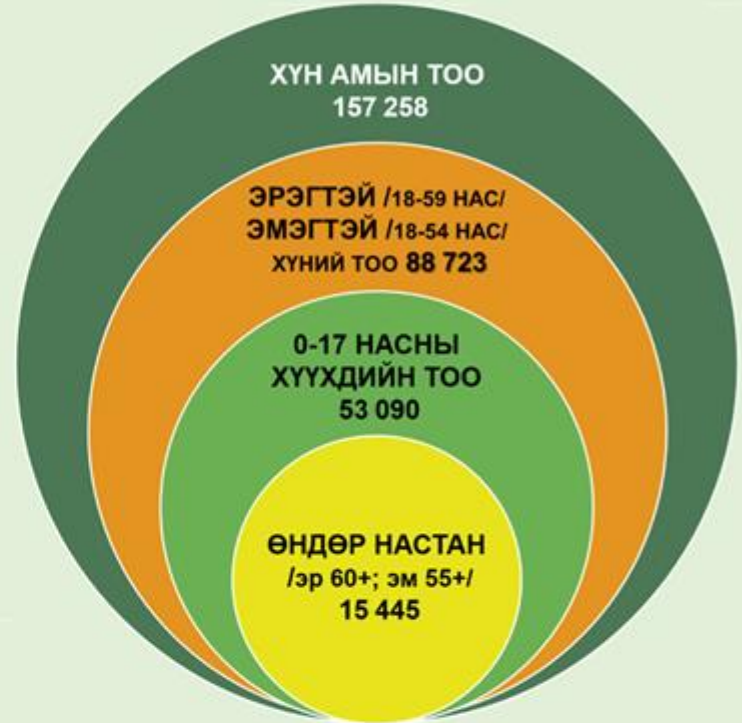 ХҮН АМЫН ТОО
157 258
ЭРЭГТЭЙ /18-59 НАС/
ЭМЭГТЭЙ /18-54 НАС/
ХҮНИЙ ТОО 88 723
0-17 НАСНЫ
ХҮҮХДИЙН ТОО
53 090
ӨНДӨР НАСТАН
/эр 60+; эм 55+/
15 445